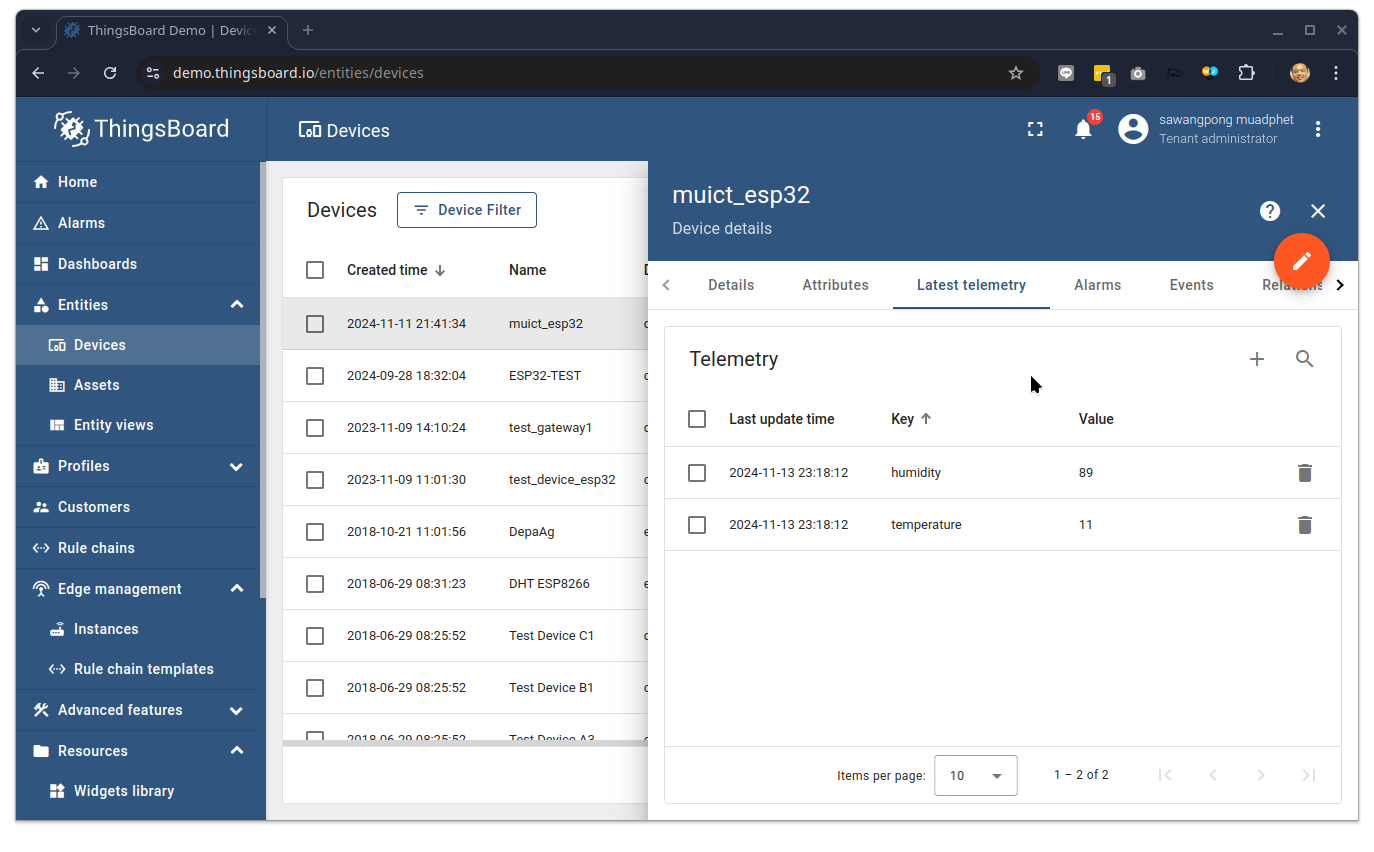 ThingsBoard Demo | Devic
demo.thingsboard.io/entities/devices
1
ThingsBoard
Devices
15
sawangpong muadphet
Tenant administrator
Home
Alarms
Dashboards
Entities
Devices
Assets
Entity views
Profiles
Customers
Rule chains
Edge management
Instances
Rule chain templates
Advanced features
Resources
Widgets library
Devices
Device Filter
Created time Name
2024-11-11 21:41:34 muict_esp32
2024-09-28 18:32:04 ESP32-TEST
2023-11-09 14:10:24 test_gateway1
2023-11-09 11:01:30 test_device_esp32
2018-10-21 11:01:56 DepaAg
2018-06-29 08:31:23 DHT ESP8266
2018-06-29 08:25:52 Test Device C1
2018-06-29 08:25:52 Test Device B1
2018-06-29 08:25:52 Test Device A3
muict_esp32
Device details
Details Attributes Latest telemetry Alarms Events Relations
Telemetry
Last update time Key Value
2024-11-13 23:18:12 humidity 89
2024-11-13 23:18:12 temperature 11
Items per page: 10 1 – 2 of 2